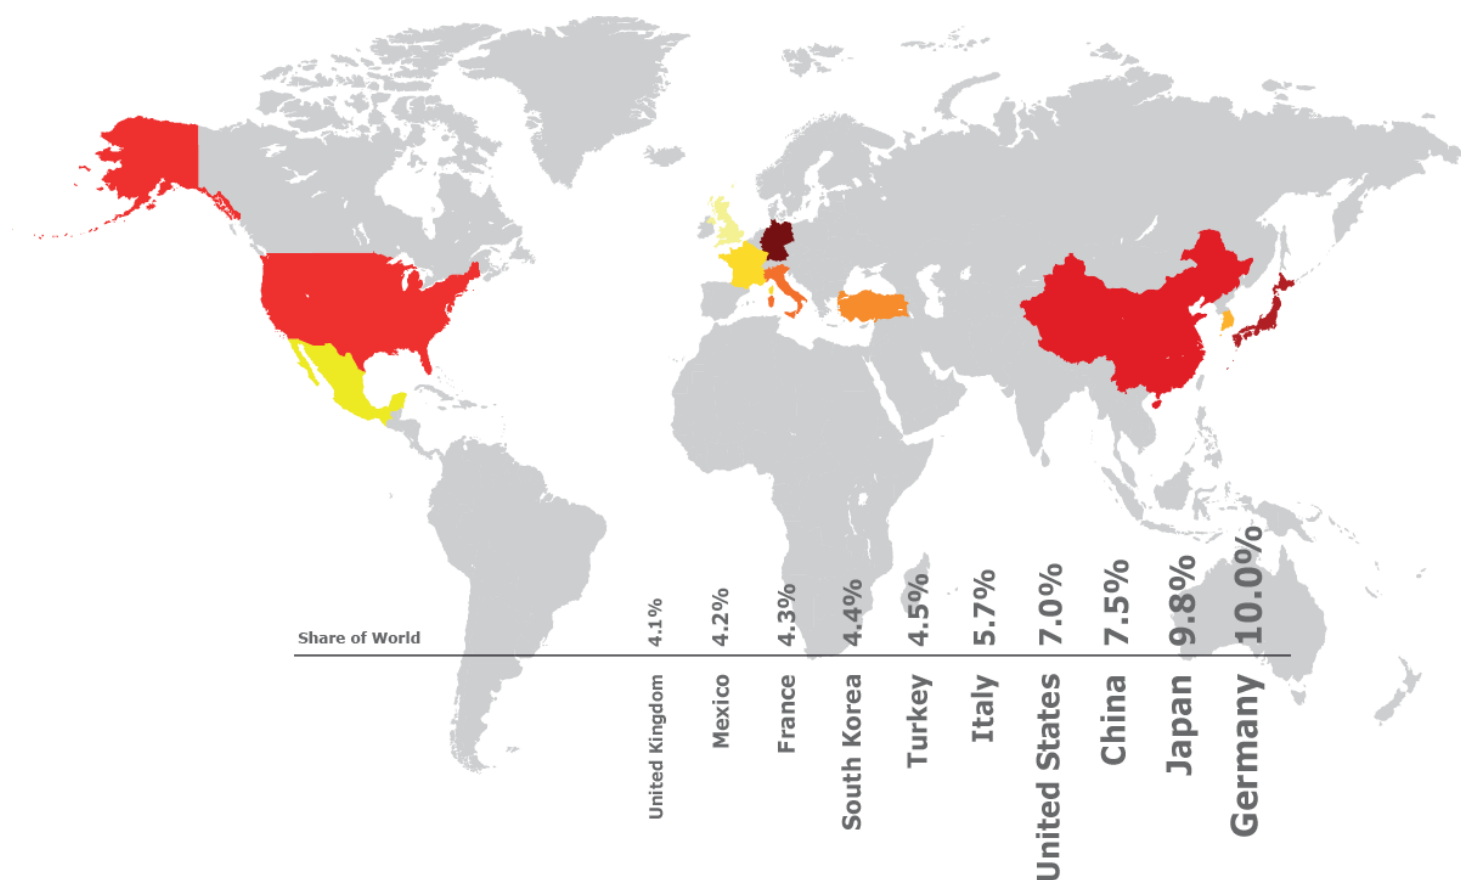 Share of World
4.1%
4.2%
4.3%
4.4%
4.5%
5.7%
7.0%
7.5%
9.8%
10.0%
United Kingdom
Mexico
France
South Korea
Turkey
Italy
United States
China
Japan
Germany